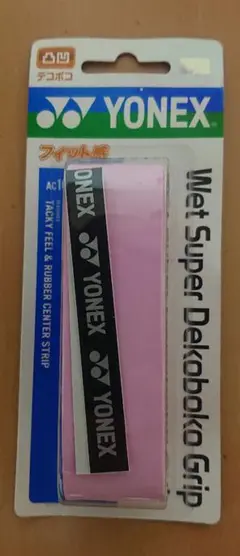 凸凹
デコボコ
YONEX®
フィット感
TACKY FEEL & RUBBER CENTER STRIP
Wet Super Dekoboko Grip
YONEX
YONEX
YONEX
YONEX